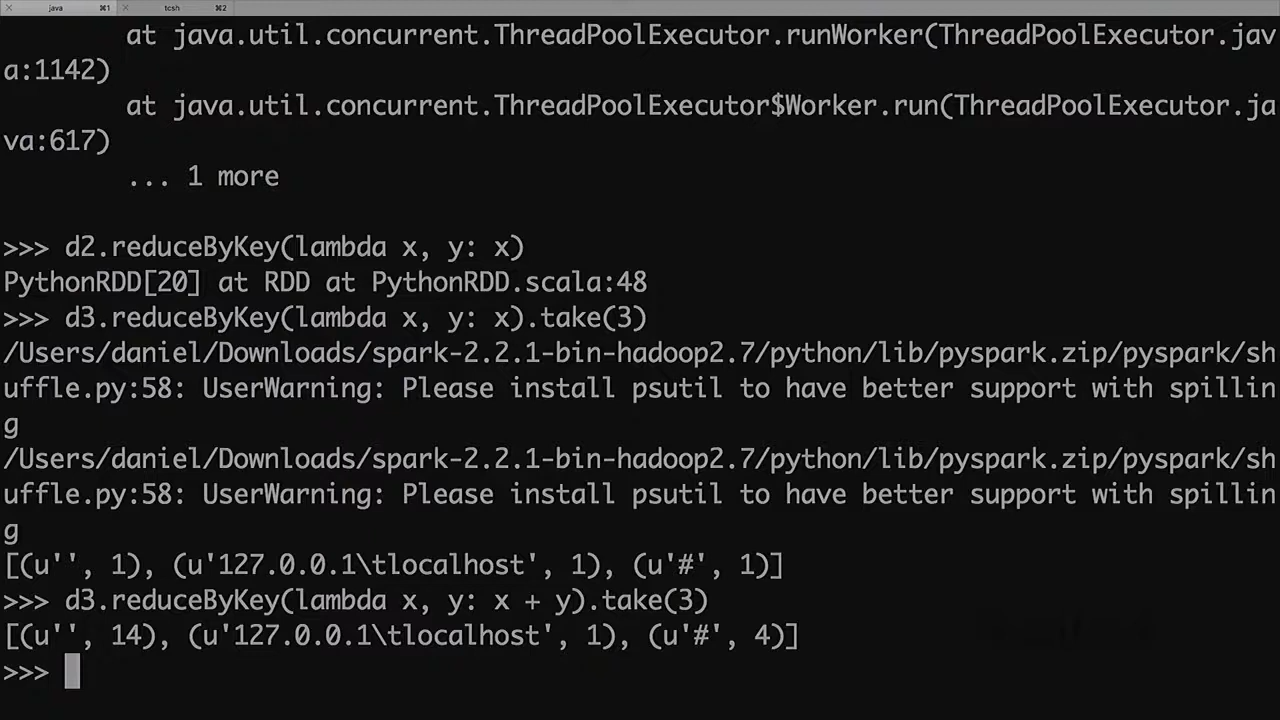 java ⌘1 tcsh ⌘2
at java.util.concurrent.ThreadPoolExecutor.runWorker(ThreadPoolExecutor.jav
a:1142)
at java.util.concurrent.ThreadPoolExecutor$Worker.run(ThreadPoolExecutor.ja
va:617)
... 1 more
>>> d2.reduceByKey(lambda x, y: x)
PythonRDD[20] at RDD at PythonRDD.scala:48
>>> d3.reduceByKey(lambda x, y: x).take(3)
/Users/daniel/Downloads/spark-2.2.1-bin-hadoop2.7/python/lib/pyspark.zip/pyspark/sh
uffle.py:58: UserWarning: Please install psutil to have better support with spillin
g
/Users/daniel/Downloads/spark-2.2.1-bin-hadoop2.7/python/lib/pyspark.zip/pyspark/sh
uffle.py:58: UserWarning: Please install psutil to have better support with spillin
g
[(u'', 1), (u'127.0.0.1\tlocalhost', 1), (u'#', 1)]
>>> d3.reduceByKey(lambda x, y: x + y).take(3)
[(u'', 14), (u'127.0.0.1\tlocalhost', 1), (u'#', 4)]
>>>